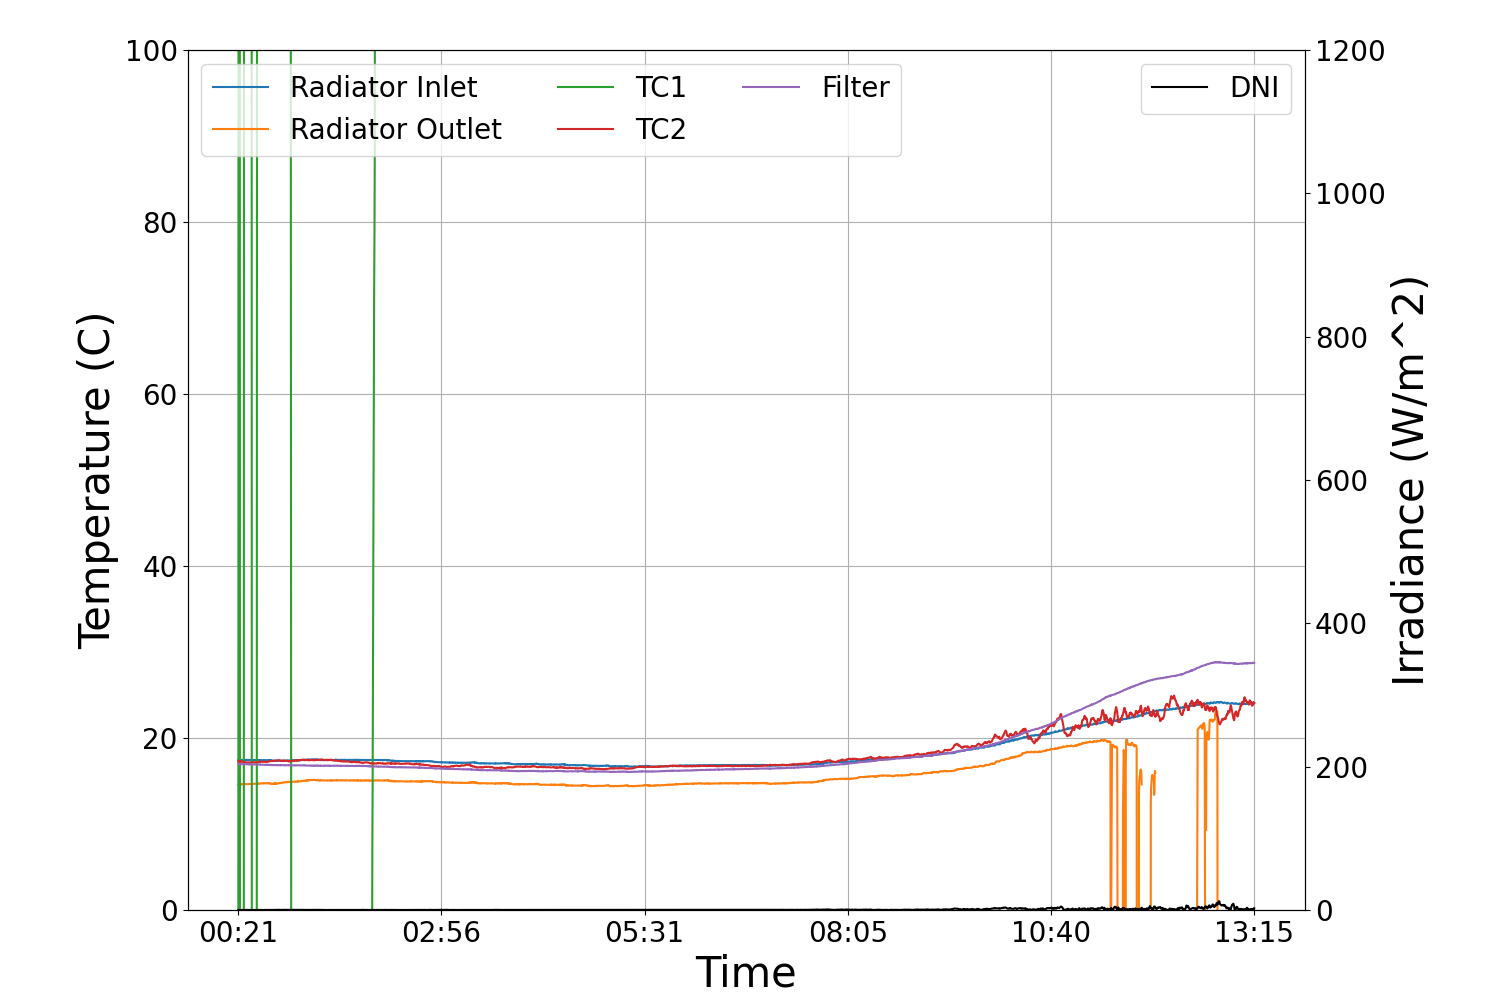 100
80
60
40
20
0
Temperature (C)
Radiator Inlet
Radiator Outlet
TC1
TC2
Filter
DNI
1200
1000
800
600
400
200
0
Irradiance (W/m^2)
00:21 02:56 05:31 08:05 10:40 13:15
Time